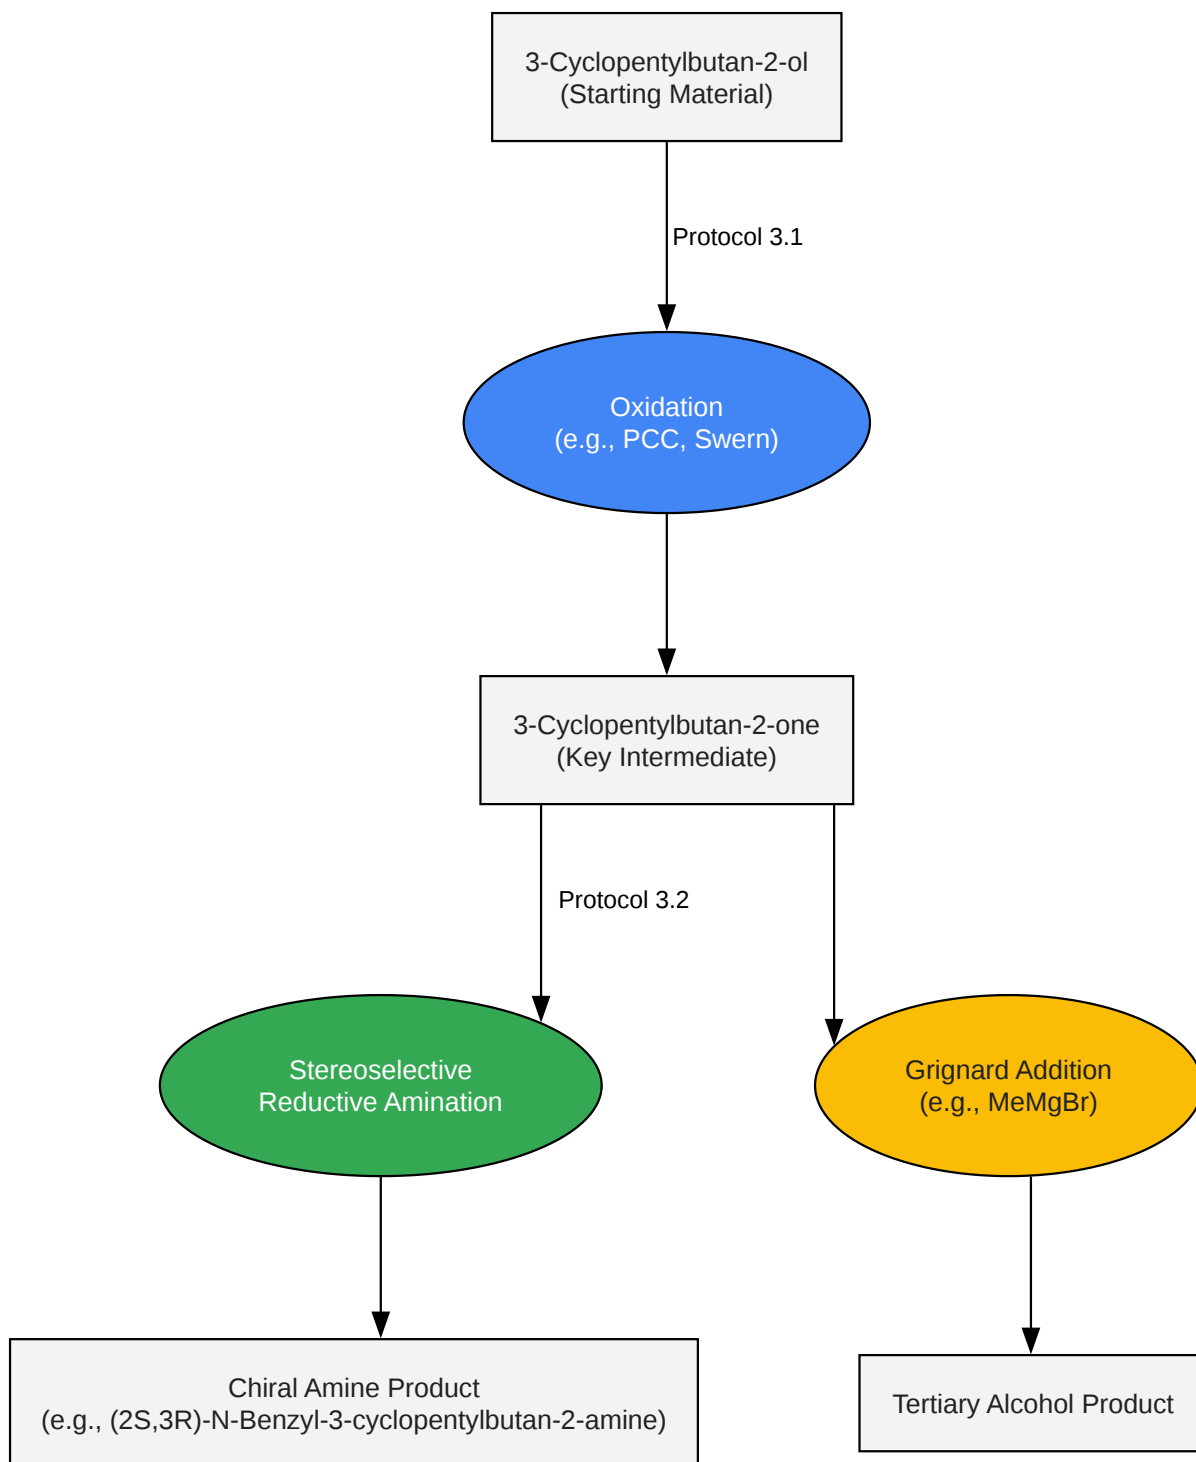 3-Cyclopentylbutan-2-ol
(Starting Material)
Protocol 3.1
Oxidation
(e.g., PCC, Swern)
3-Cyclopentylbutan-2-one
(Key Intermediate)
Protocol 3.2
Stereoselective
Reductive Amination
Grignard Addition
(e.g., MeMgBr)
Chiral Amine Product
(e.g., (2S,3R)-N-Benzyl-3-cyclopentylbutan-2-amine)
Tertiary Alcohol Product